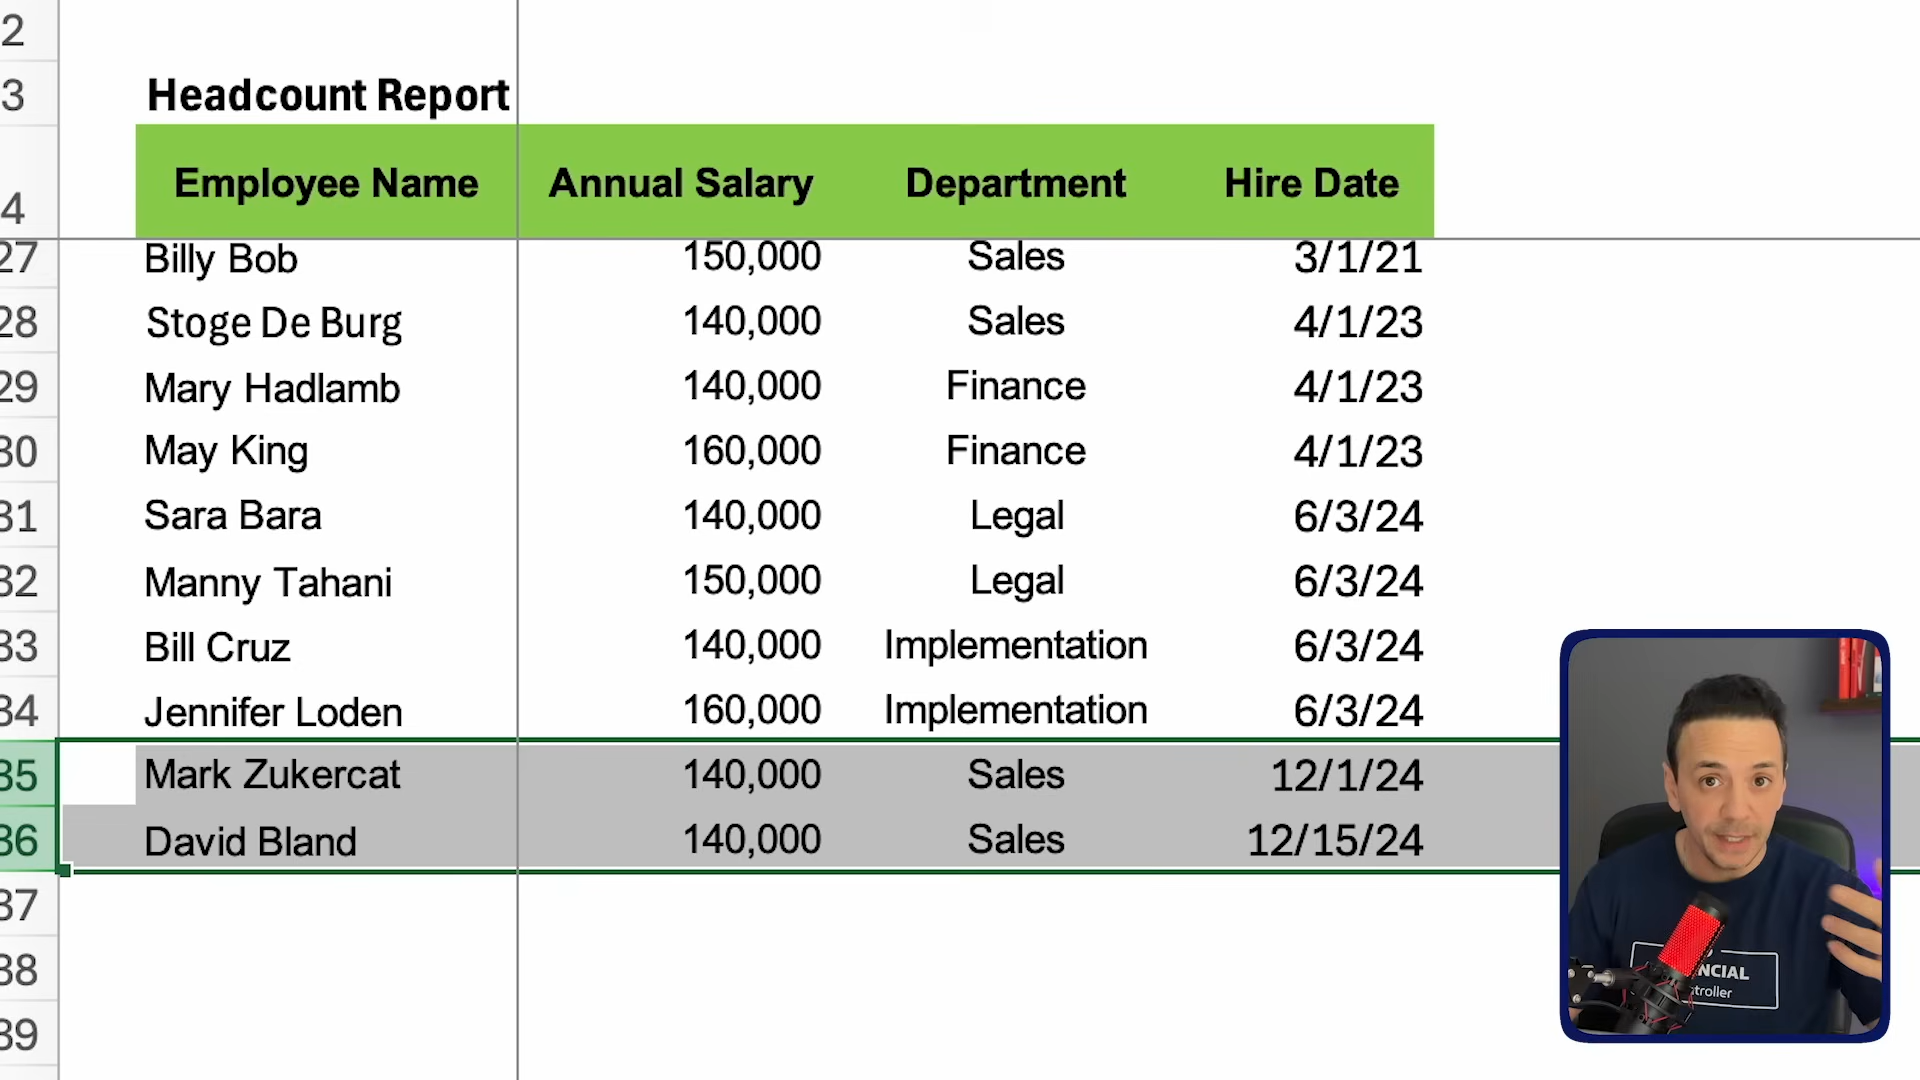 2
3
Headcount Report
4
Employee Name Annual Salary Department Hire Date
27 Billy Bob 150,000 Sales 3/1/21
28 Stoge De Burg 140,000 Sales 4/1/23
29 Mary Hadlamb 140,000 Finance 4/1/23
30 May King 160,000 Finance 4/1/23
31 Sara Bara 140,000 Legal 6/3/24
32 Manny Tahani 150,000 Legal 6/3/24
33 Bill Cruz 140,000 Implementation 6/3/24
34 Jennifer Loden 160,000 Implementation 6/3/24
35 Mark Zukercat 140,000 Sales 12/1/24
36 David Bland 140,000 Sales 12/15/24
37
38
39
NCIAL
troller